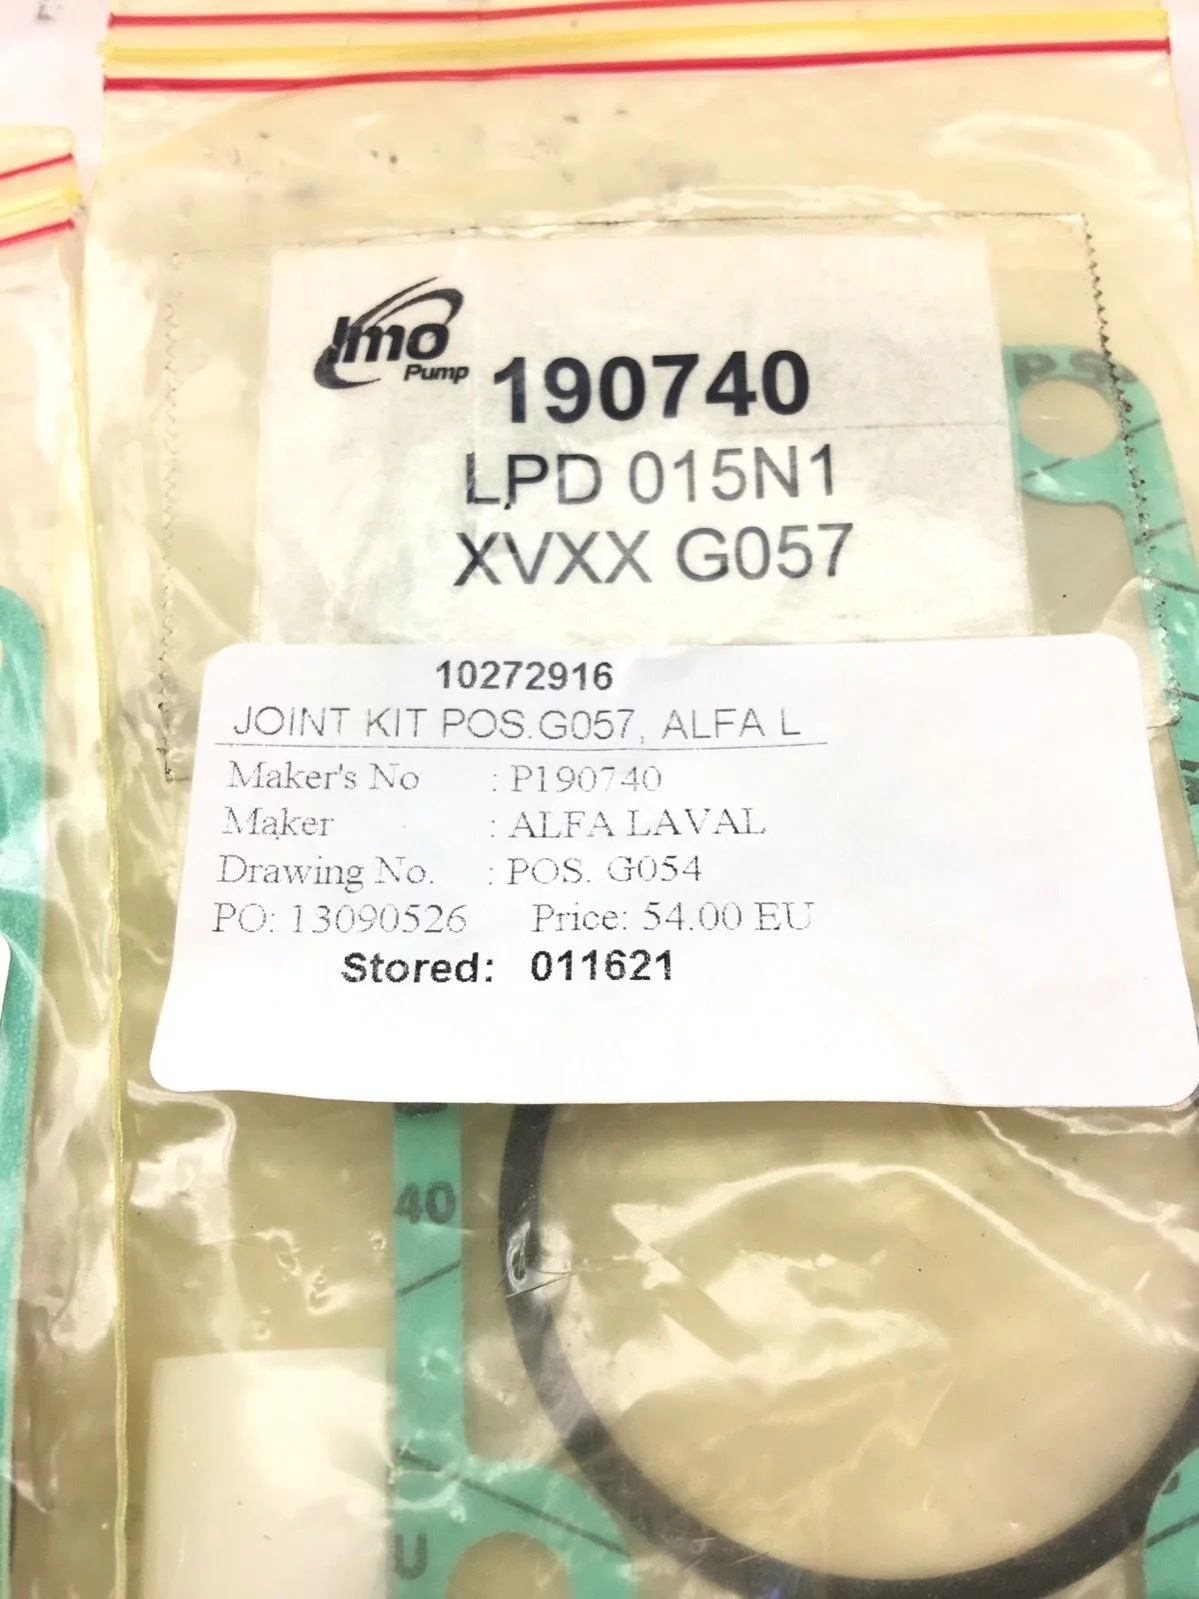 Imo
Pump
190740
LPD 015N1
XVXX G057
10272916
JOINT KIT POS.G057, ALFA L
Maker's No : P190740
Maker : ALFA LAVAL
Drawing No. : POS. G054
PO: 13090526 Price: 54.00 EU
Stored: 011621
40
U